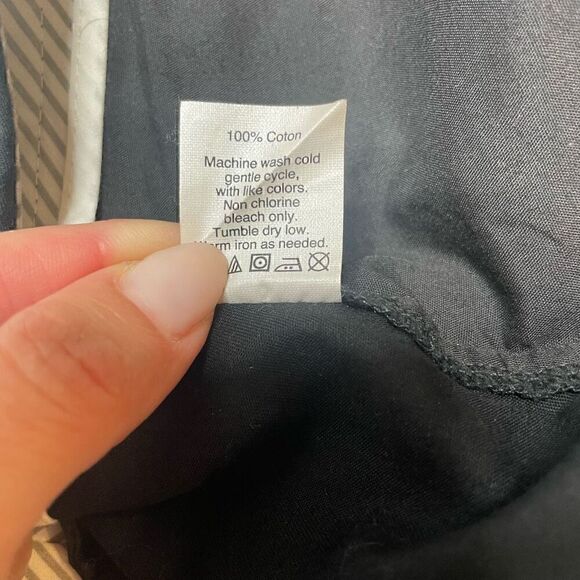 100% Coton
Machine wash cold
gentle cycle,
with like colors.
Non chlorine
bleach only.
Tumble dry low.
Warm iron as needed.